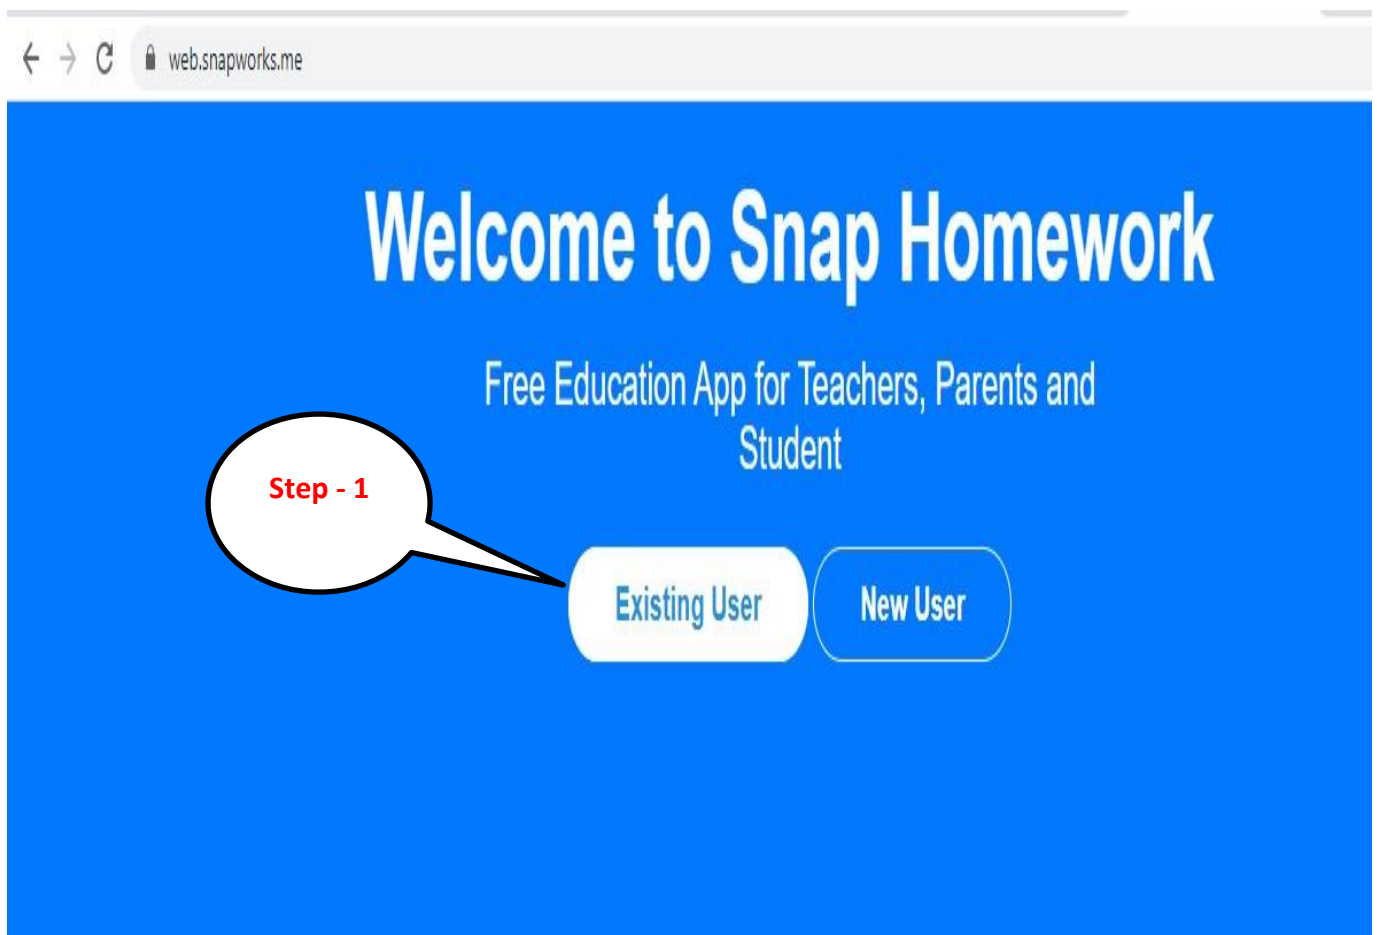 web.snapworks.me
Welcome to Snap Homework
Free Education App for Teachers, Parents and
Student
Step - 1
Existing User
New User